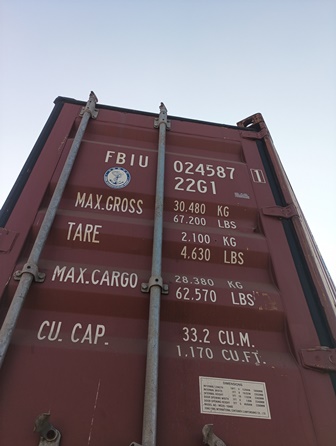 FBIU 024587 1
22G1
MAX.GROSS 30.480 KG
67.200 LBS
TARE 2.100 KG
4.630 LBS
MAX.CARGO 28.380 KG
62.570 LBS
CU. CAP. 33.2 CU.M.
1.170 CU.FT.